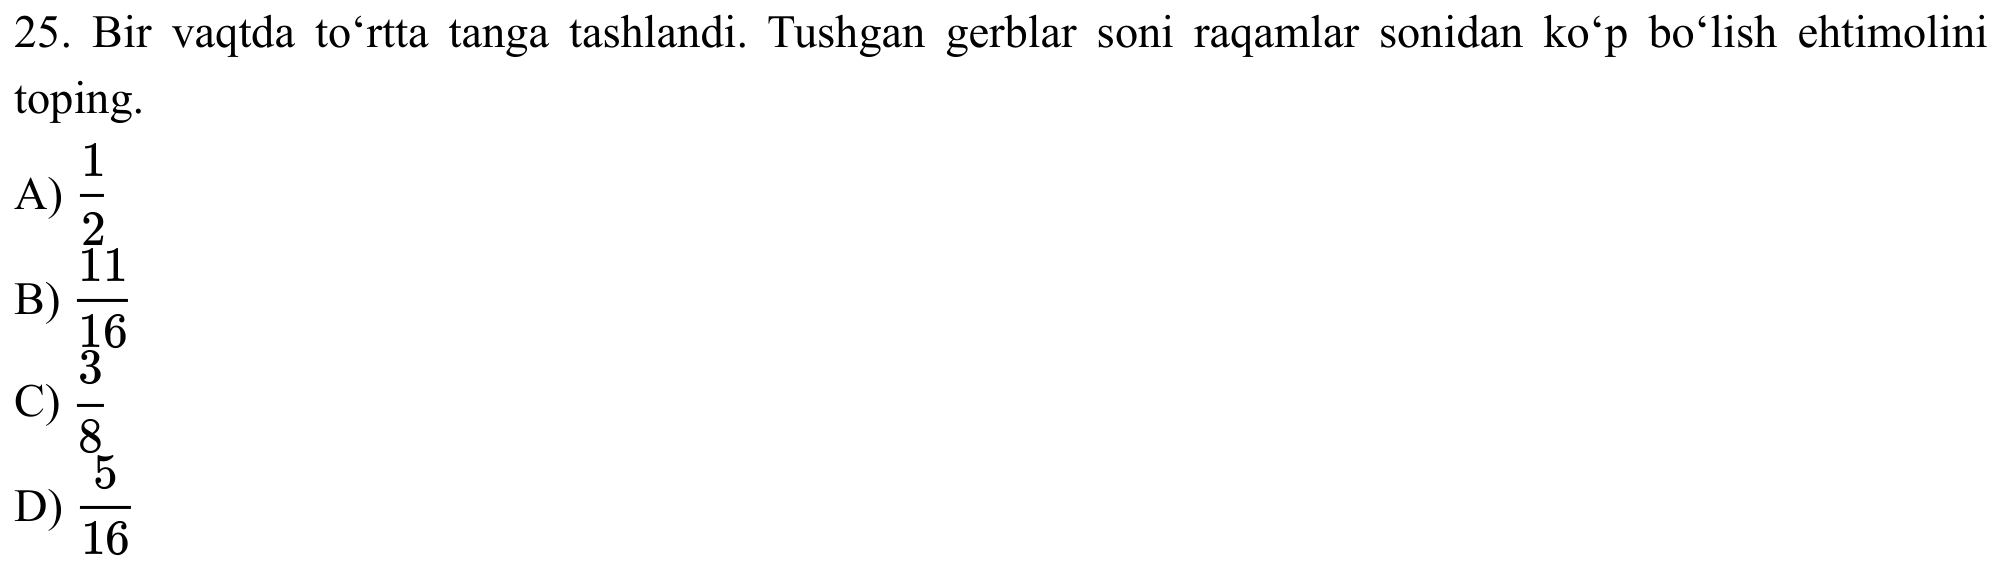 25. Bir vaqtda to‘rtta tanga tashlandi. Tushgan gerblar soni raqamlar sonidan ko‘p bo‘lish ehtimolini
toping.
A) 1/2
B) 11/16
C) 3/8
D) 5/16